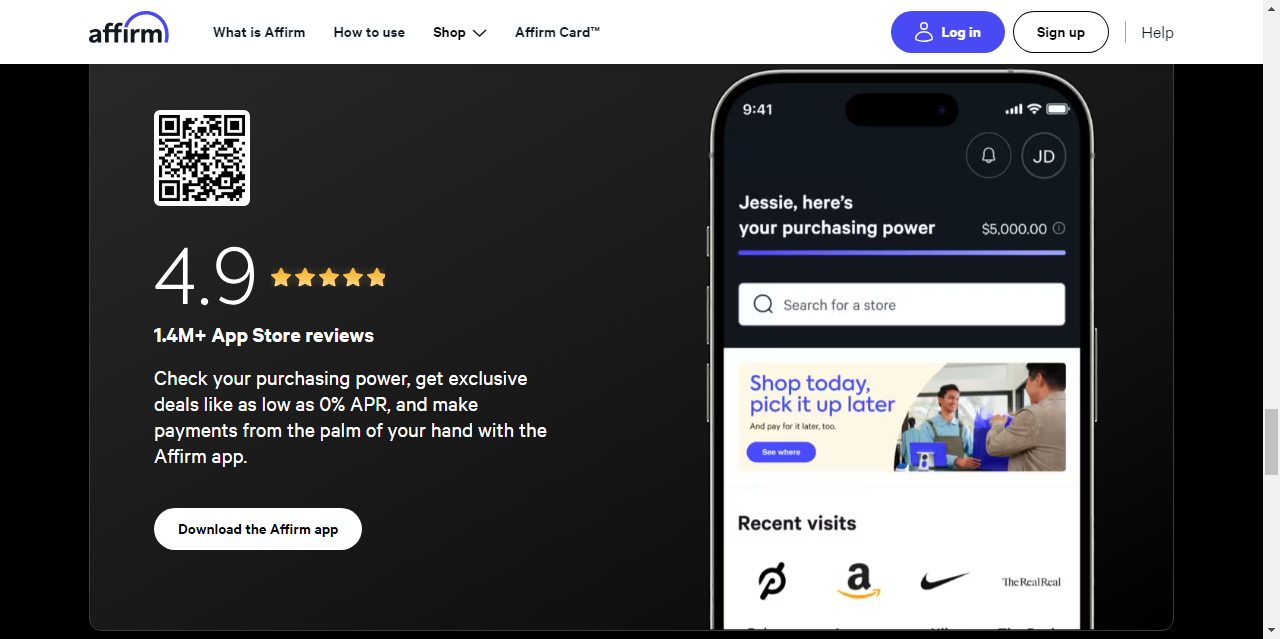 affirm
What is Affirm
How to use
Shop
Affirm Card™
Log in
Sign up
Help
4.9
1.4M+ App Store reviews
Check your purchasing power, get exclusive
deals like as low as 0% APR, and make
payments from the palm of your hand with the
Affirm app.
Download the Affirm app
9:41
JD
Jessie, here's
your purchasing power
$5,000.00
Search for a store
Shop today,
pick it up later
And pay for it later, too.
See where
Recent visits
a
TheRealReal